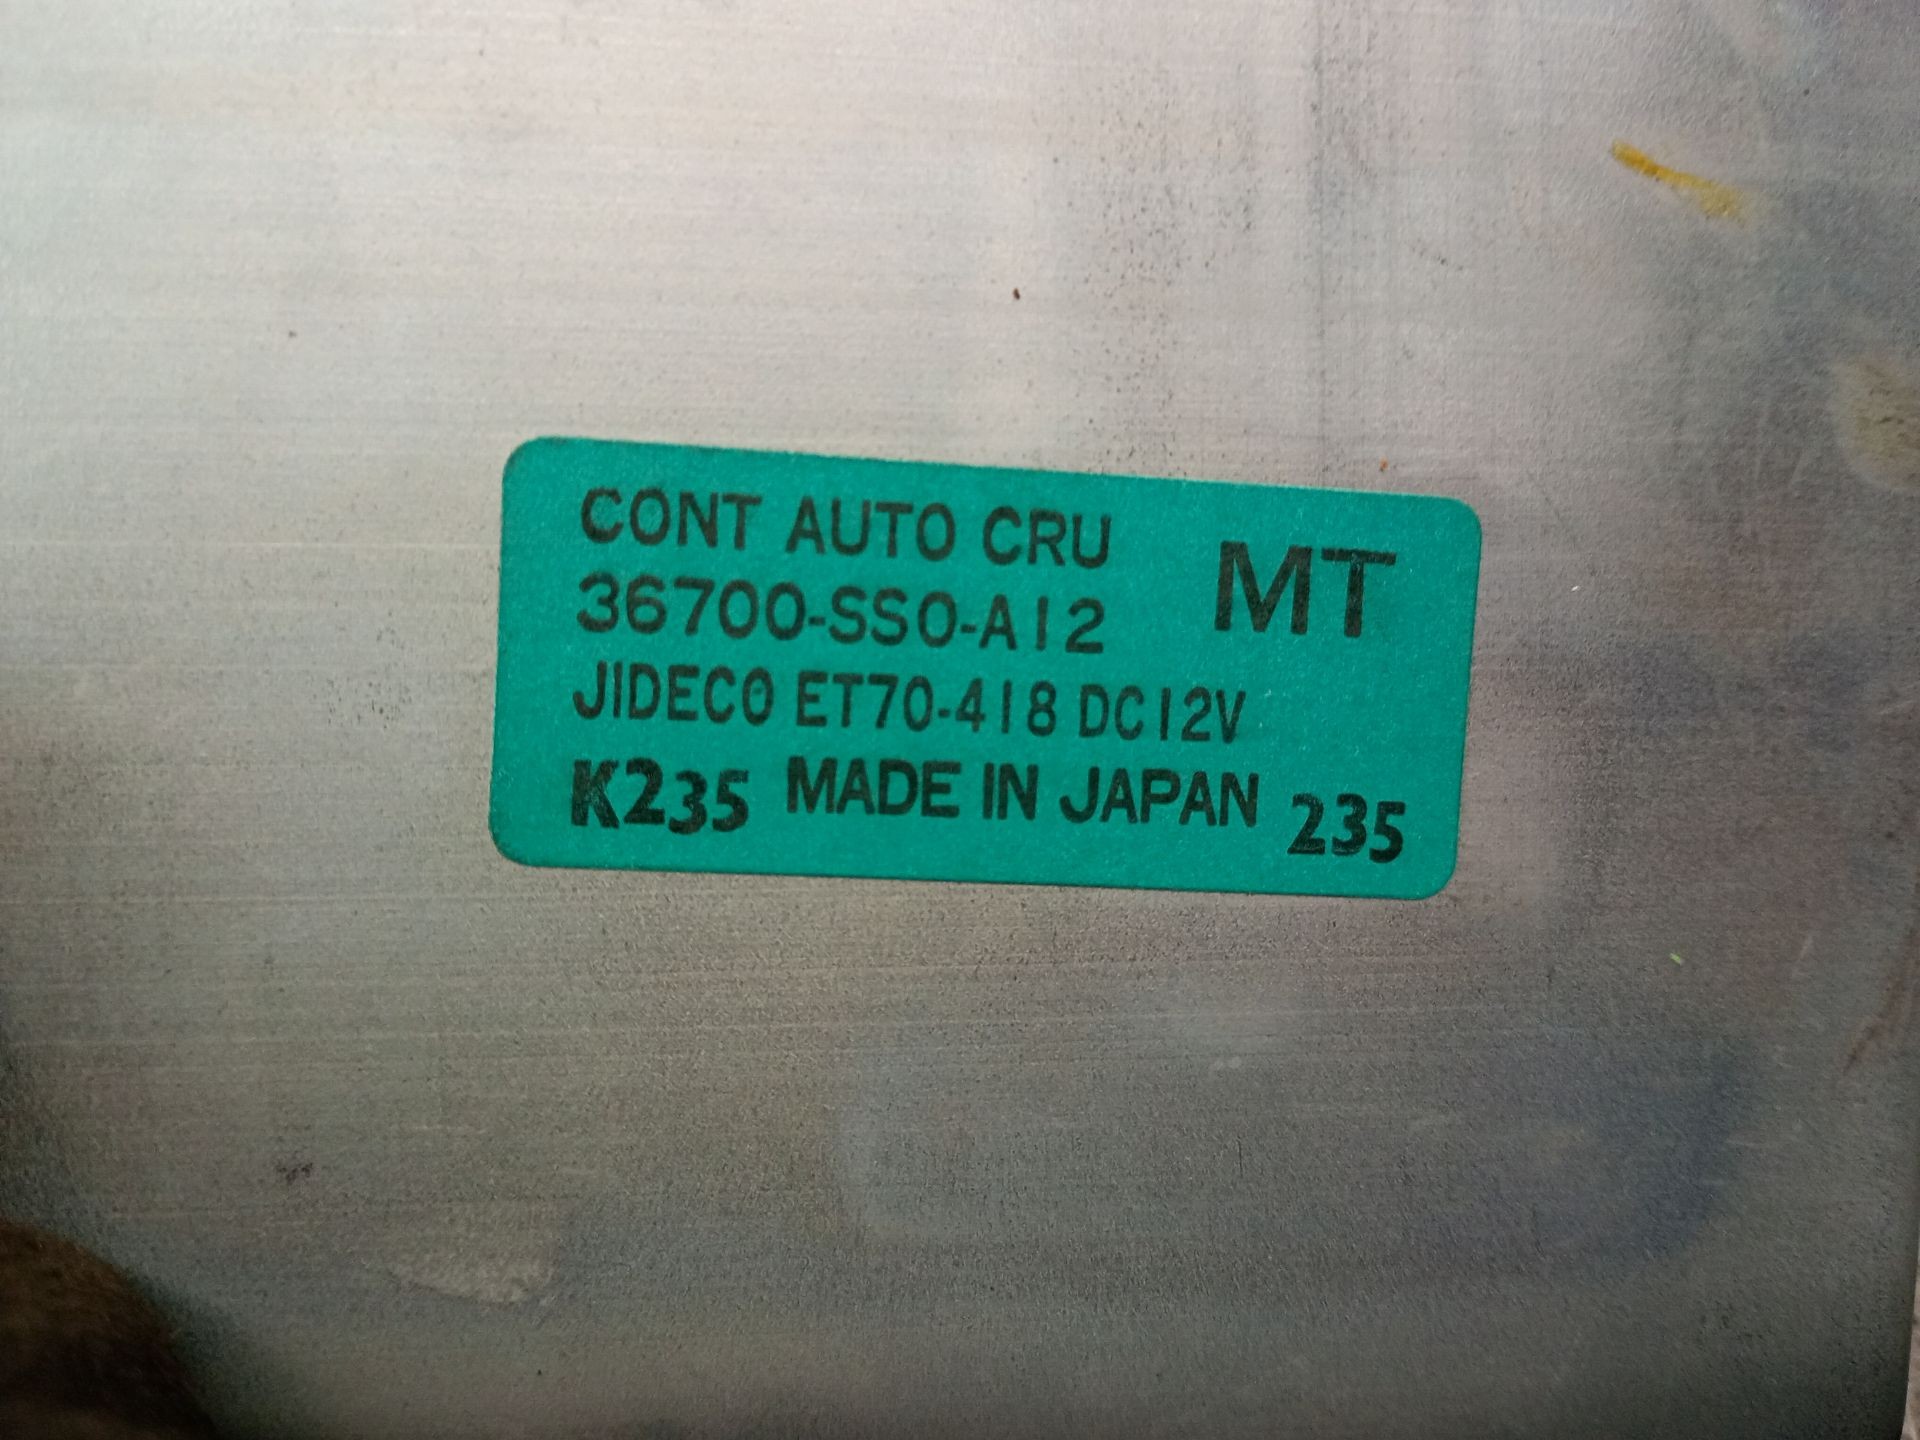 CONT AUTO CRU
MT
36700-SS0-A12
JIDECO ET70-418 DC12V
K235 MADE IN JAPAN 235